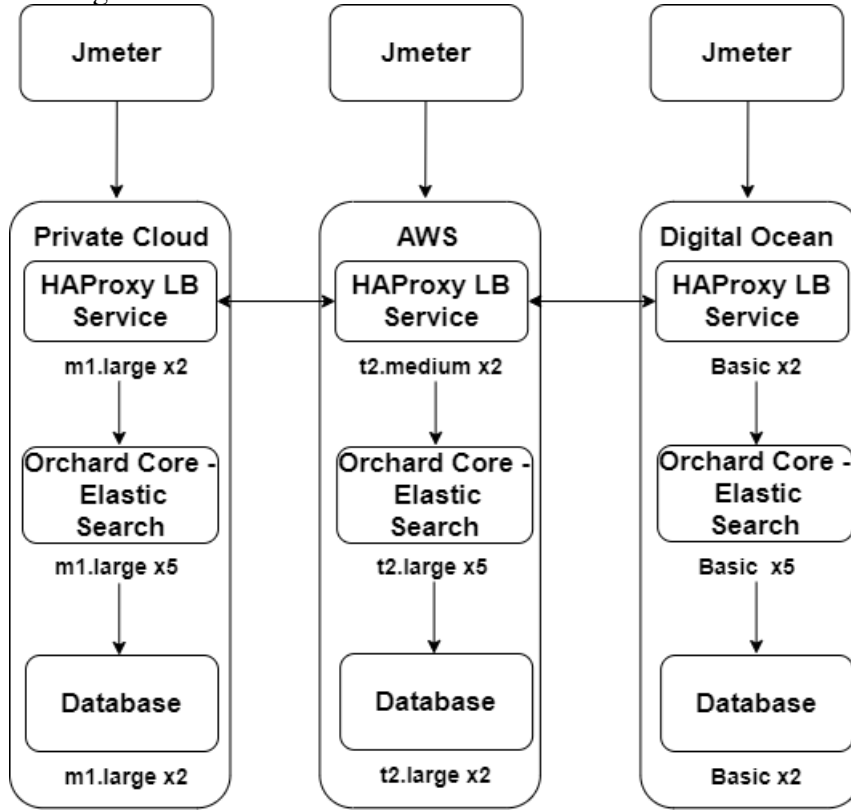 Jmeter
Jmeter
Jmeter
Private Cloud
HAProxy LB
Service
m1.large x2
Orchard Core -
Elastic
Search
m1.large x5
Database
m1.large x2
AWS
HAProxy LB
Service
t2.medium x2
Orchard Core -
Elastic
Search
t2.large x5
Database
t2.large x2
Digital Ocean
HAProxy LB
Service
Basic x2
Orchard Core -
Elastic
Search
Basic x5
Database
Basic x2